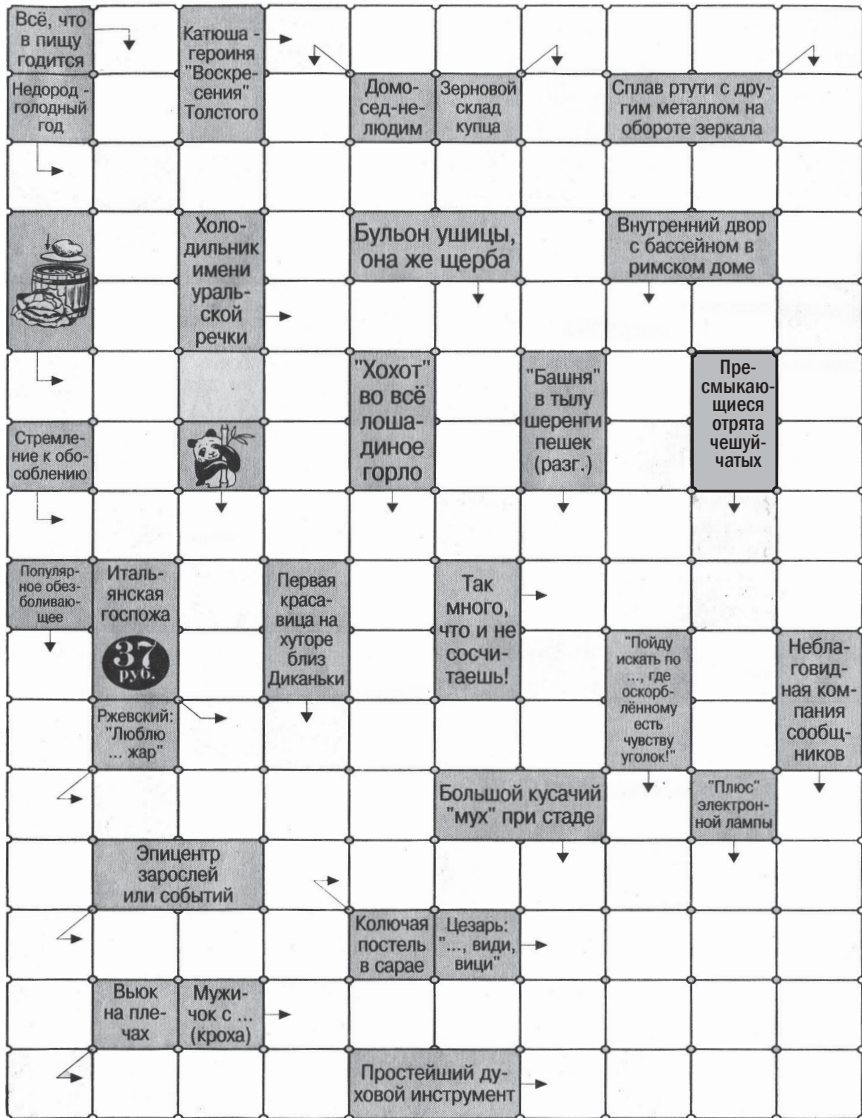 Всё, что
в пищу
годится
Катюша -
героиня
"Воскре-
сения"
Толстого
Недород -
голодный
год
Домо-
сед-не-
людим
Зерновой
склад
купца
Сплав ртути с дру-
гим металлом на
обороте зеркала
Холо-
дильник
имени
ураль-
ской
речки
Бульон ушицы,
она же щерба
Внутренний двор
с бассейном в
римском доме
"Хохот"
во всё
лоша-
диное
горло
"Башня"
в тылу
шеренги
пешек
(разг.)
Пре-
смыкаю-
щиеся
отрята
чешуй-
чатых
Стремле-
ние к обо-
соблению
Популяр-
ное обез-
боливаю-
щее
Италь-
янская
госпожа
37
руб.
Первая
краса-
вица на
хуторе
близ
Диканьки
Так
много,
что и не
сосчи-
таешь!
"Пойду
искать по
..., где
оскорб-
лённому
есть
чувству
уголок!"
Небла-
говид-
ная ком-
пания
сообщ-
ников
Ржевский:
"Люблю
... жар"
Большой кусачий
"мух" при стаде
"Плюс"
электрон-
ной лампы
Эпицентр
зарослей
или событий
Колючая
постель
в сарае
Цезарь:
"..., види,
вици"
Вьюк
на пле-
чах
Мужи-
чок с ...
(кроха)
Простейший ду-
ховой инструмент